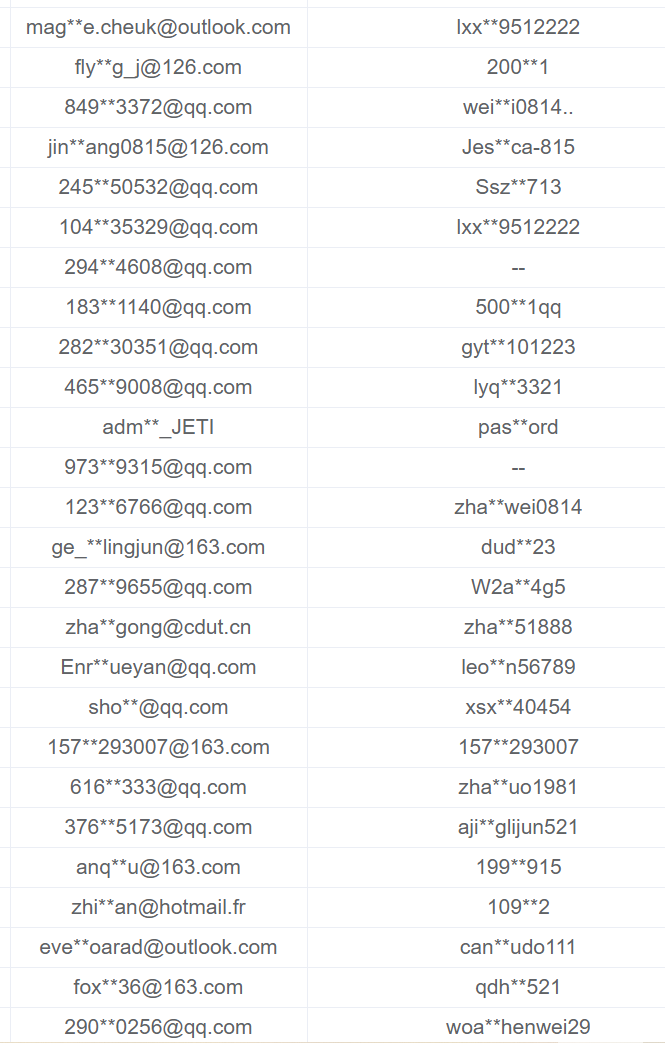 mag**e.cheuk@outlook.com lxx**9512222
fly**g_j@126.com 200**1
849**3372@qq.com wei**i0814..
jin**ang0815@126.com Jes**ca-815
245**50532@qq.com Ssz**713
104**35329@qq.com lxx**9512222
294**4608@qq.com --
183**1140@qq.com 500**1qq
282**30351@qq.com gyt**101223
465**9008@qq.com lyq**3321
adm**_JETI pas**ord
973**9315@qq.com --
123**6766@qq.com zha**wei0814
ge_**lingjun@163.com dud**23
287**9655@qq.com W2a**4g5
zha**gong@cdut.cn zha**51888
Enr**ueyan@qq.com leo**n56789
sho**@qq.com xsx**40454
157**293007@163.com 157**293007
616**333@qq.com zha**uo1981
376**5173@qq.com aji**glijun521
anq**u@163.com 199**915
zhi**an@hotmail.fr 109**2
eve**oarad@outlook.com can**udo111
fox**36@163.com qdh**521
290**0256@qq.com woa**henwei29